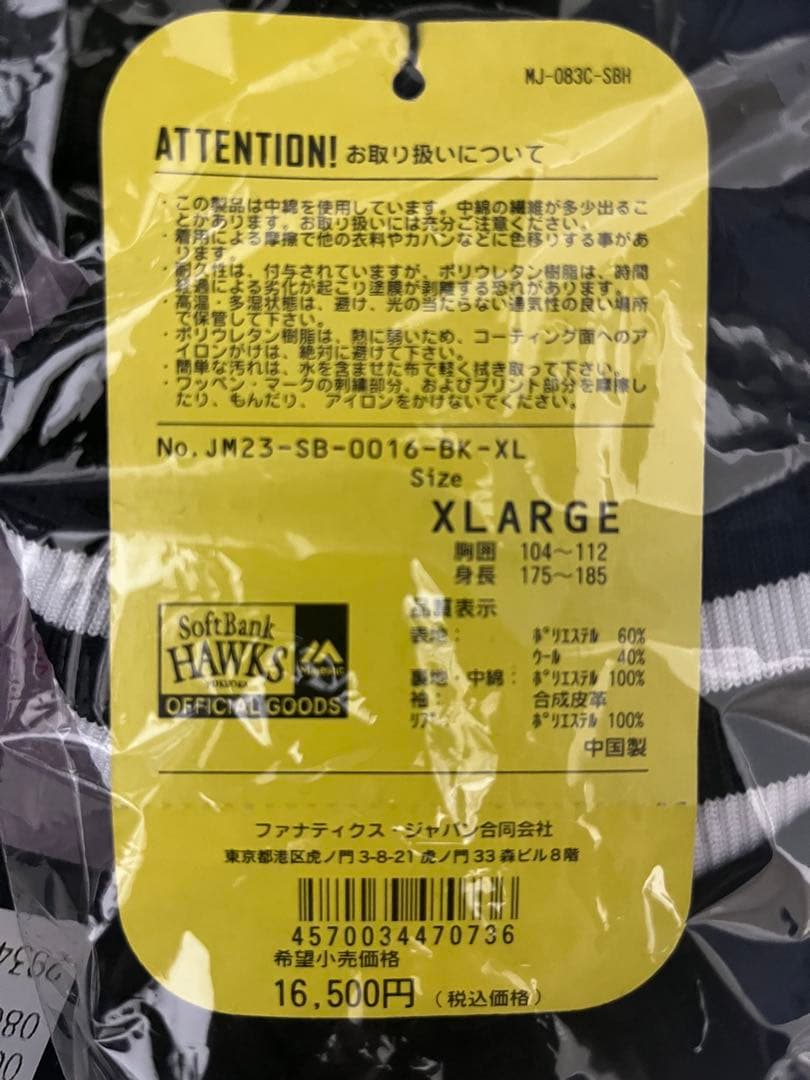 MJ-083C-SBH
ATTENTION! お取り扱いについて
・この製品は中綿を使用しています。中綿の繊維が多少出るこ
とがあります。お取り扱いには充分ご注意ください。
・着用による摩擦で他の衣料やカバンなどに色移りする事があ
ります。
・耐久性は、付与されていますが、ポリウレタン樹脂は、時間
経過による劣化が起こり塗膜が剥離する恐れがあります。
・高温・多湿状態は、避け、光の当たらない通気性の良い場所
で保管して下さい。
・ポリウレタン樹脂は、熱に弱いため、コーティング面へのア
イロンがけは、絶対に避けて下さい。
・簡単な汚れは、水を含ませた布で軽く拭き取って下さい。
・ワッペン・マークの刺繍部分、およびプリント部分を摩擦し
たり、もんだり、 アイロンをかけないでください。
No.JM23-SB-0016-BK-XL
Size
XLARGE
胸囲 104～112
身長 175～185
品質表示
表地： ﾎﾟﾘｴｽﾃﾙ 60%
ウール 40%
裏地・中綿： ﾎﾟﾘｴｽﾃﾙ 100%
袖： 合成皮革
ﾘﾌﾞ： ﾎﾟﾘｴｽﾃﾙ 100%
中国製
SoftBank
HAWKS
FUKUOKA
OFFICIAL GOODS
ファナティクス・ジャパン合同会社
東京都港区虎ノ門3-8-21 虎ノ門33森ビル8階
4570034470736
希望小売価格
16,500円 (税込価格)